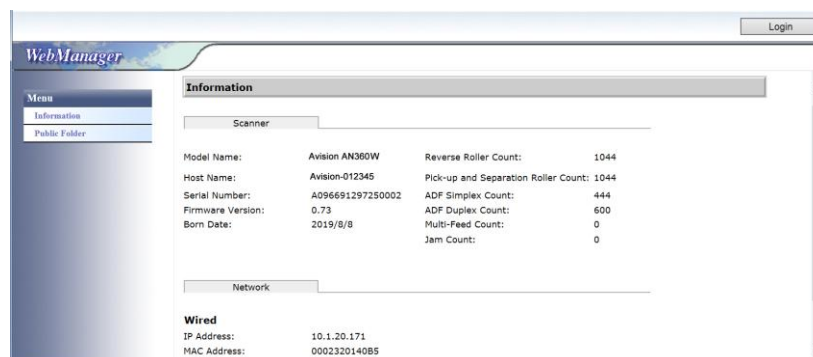 Login
WebManager
Menu
Information
Public Folder
Information
Scanner
Model Name: Avision AN360W Reverse Roller Count: 1044
Host Name: Avision-012345 Pick-up and Separation Roller Count: 1044
Serial Number: A096691297250002 ADF Simplex Count: 444
Firmware Version: 0.73 ADF Duplex Count: 600
Born Date: 2019/8/8 Multi-Feed Count: 0
Jam Count: 0
Network
Wired
IP Address: 10.1.20.171
MAC Address: 0002320140B5